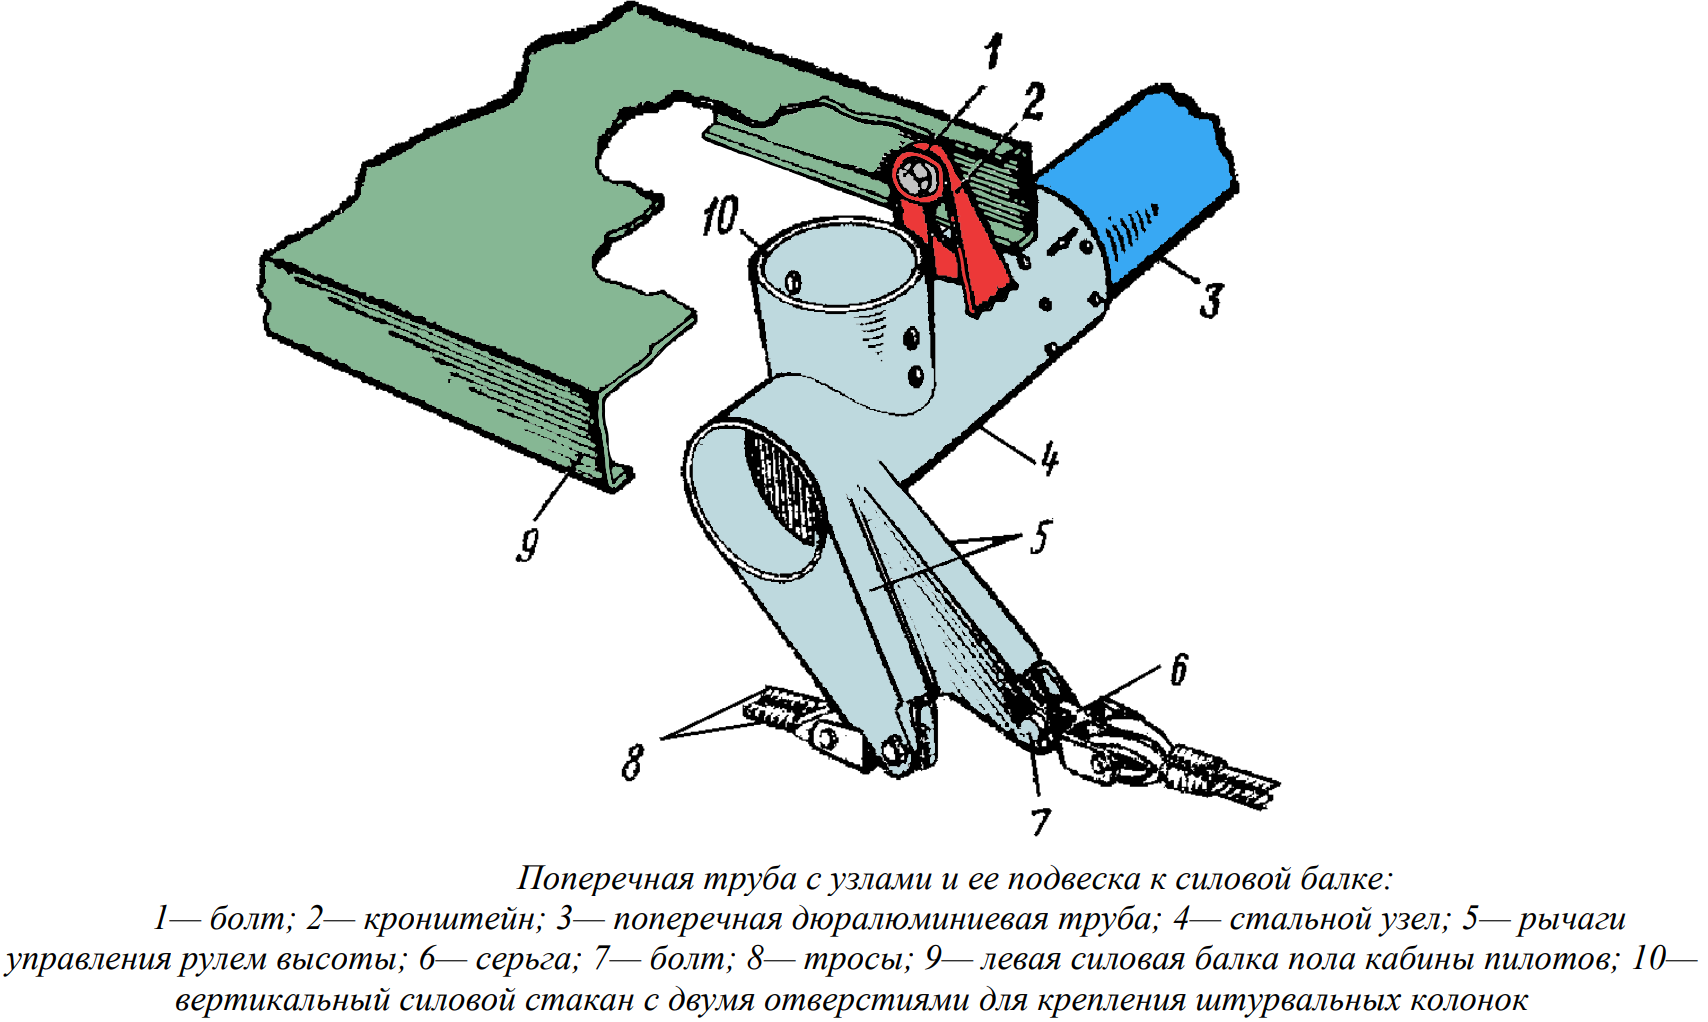 1
2
10
3
4
9
5
6
8
7
Поперечная труба с узлами и ее подвеска к силовой балке:
1— болт; 2— кронштейн; 3— поперечная дюралюминиевая труба; 4— стальной узел; 5— рычаги
управления рулем высоты; 6— серьга; 7— болт; 8— тросы; 9— левая силовая балка пола кабины пилотов; 10—
вертикальный силовой стакан с двумя отверстиями для крепления штурвальных колонок